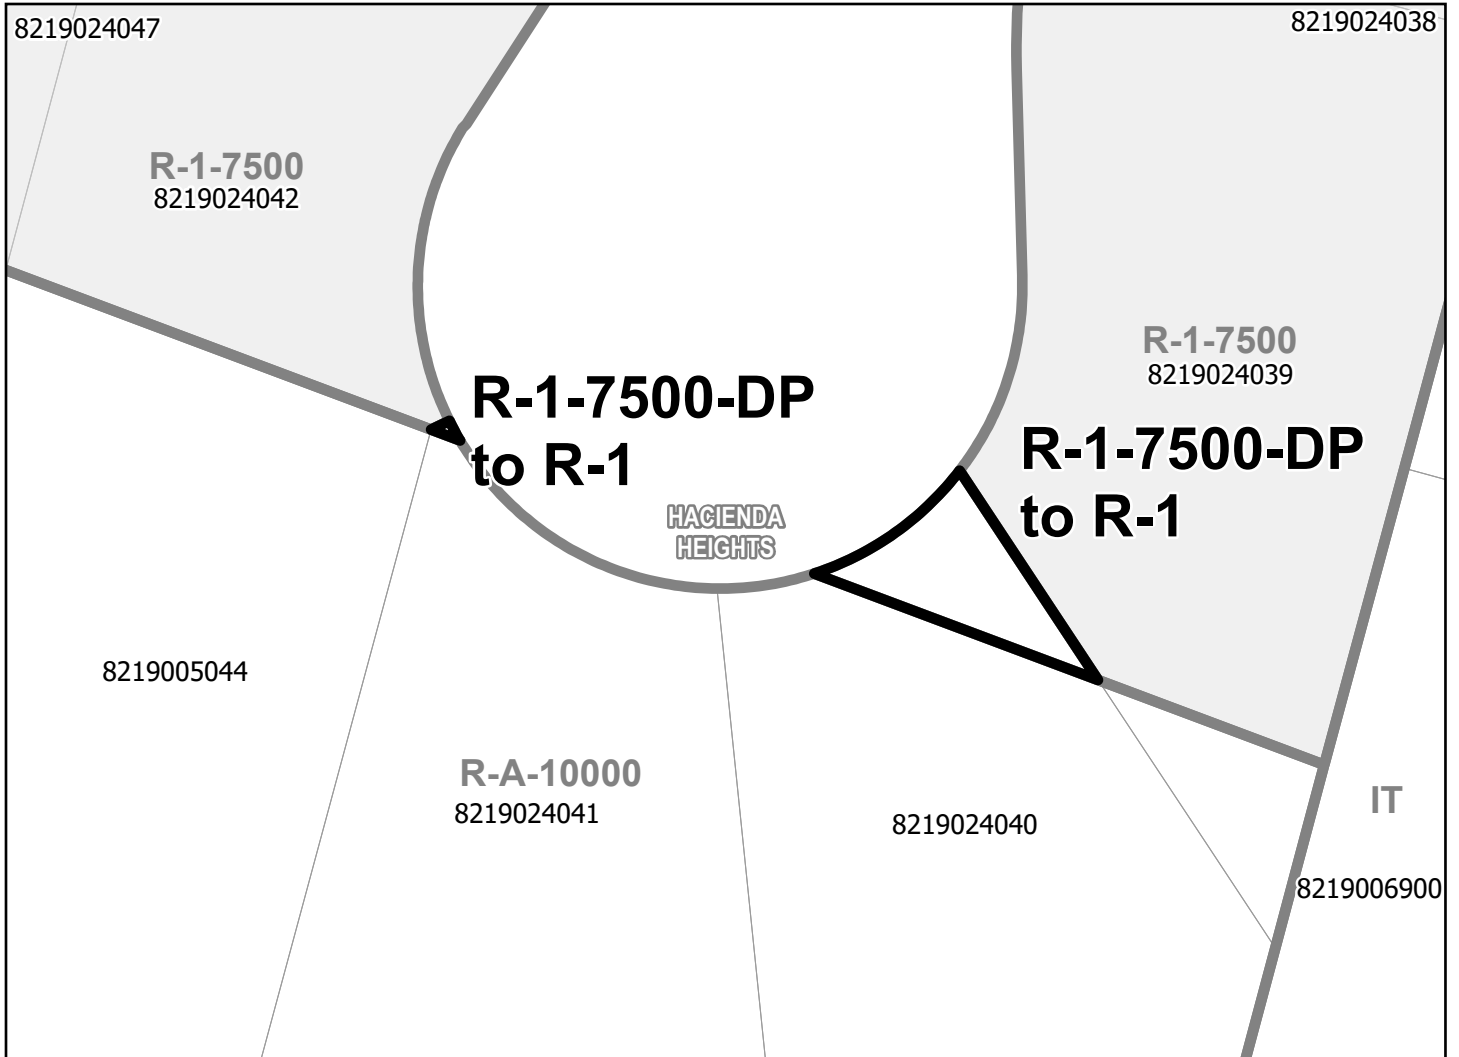 8219024047
8219024038
R-1-7500
8219024042
R-1-7500
8219024039
R-1-7500-DP
to R-1
R-1-7500-DP
to R-1
HACIENDA
HEIGHTS
8219005044
R-A-10000
8219024041
8219024040
IT
8219006900